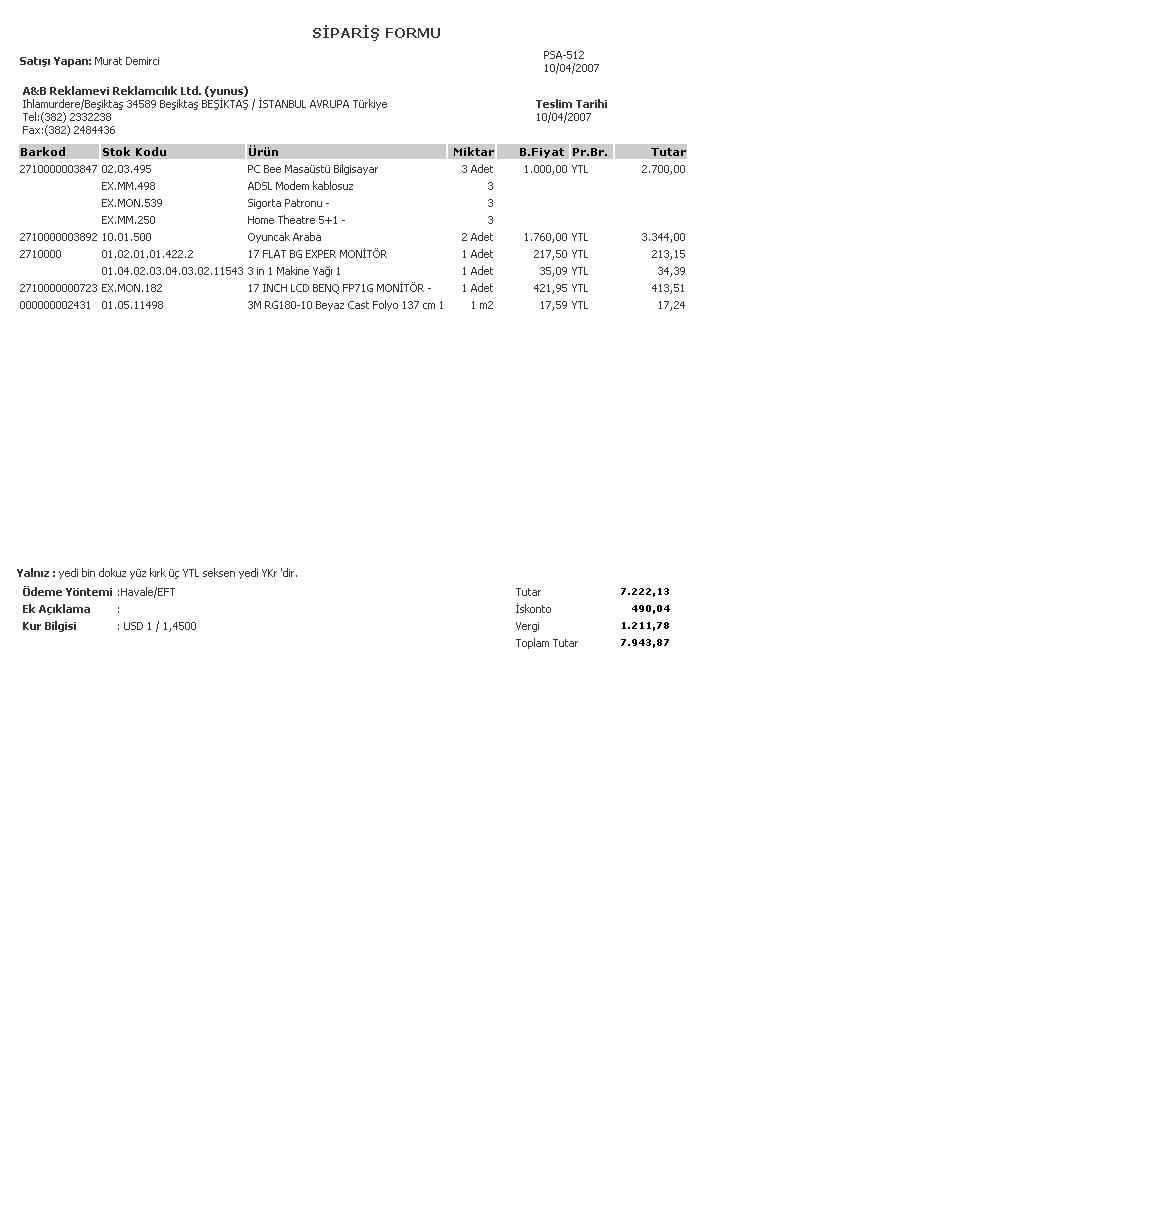 SİPARİŞ FORMU
Satışı Yapan: Murat Demirci
PSA-512
10/04/2007
A&B Reklamevi Reklamcılık Ltd. (yunus)
Ihlamurdere/Beşiktaş 34589 Beşiktaş BEŞİKTAŞ / İSTANBUL AVRUPA Türkiye
Tel:(382) 2332238
Fax:(382) 2484436
Teslim Tarihi
10/04/2007
Barkod Stok Kodu Ürün Miktar B.Fiyat Pr.Br. Tutar
2710000003847 02.03.495 PC Bee Masaüstü Bilgisayar 3 Adet 1.000,00 YTL 2.700,00
EX.MM.498 ADSL Modem kablosuz 3
EX.MON.539 Sigorta Patronu - 3
EX.MM.250 Home Theatre 5+1 - 3
2710000003892 10.01.500 Oyuncak Araba 2 Adet 1.760,00 YTL 3.344,00
2710000 01.02.01.01.422.2 17 FLAT BG EXPER MONİTÖR 1 Adet 217,50 YTL 213,15
01.04.02.03.04.03.02.11543 3 in 1 Makine Yağı 1 1 Adet 35,09 YTL 34,39
2710000000723 EX.MON.182 17 INCH LCD BENQ FP71G MONİTÖR - 1 Adet 421,95 YTL 413,51
000000002431 01.05.11498 3M RG180-10 Beyaz Cast Folyo 137 cm 1 1 m2 17,59 YTL 17,24
Yalnız : yedi bin dokuz yüz kırk üç YTL seksen yedi YKr 'dir.
Ödeme Yöntemi :Havale/EFT
Ek Açıklama :
Kur Bilgisi : USD 1 / 1,4500
Tutar 7.222,13
İskonto 490,04
Vergi 1.211,78
Toplam Tutar 7.943,87